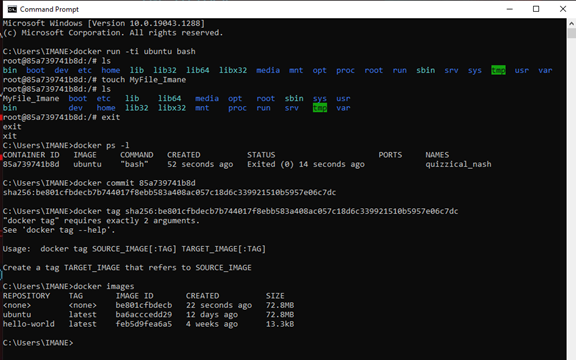 Command Prompt
Microsoft Windows [Version 10.0.19043.1288]
(c) Microsoft Corporation. All rights reserved.
C:\Users\IMANE>docker run -ti ubuntu bash
root@85a739741b8d:/# ls
bin boot dev etc home lib lib32 lib64 libx32 media mnt opt proc root run sbin srv sys tmp usr var
root@85a739741b8d:/# touch MyFile_Imane
root@85a739741b8d:/# ls
MyFile_Imane boot etc lib lib64 media opt root sbin sys usr
bin dev home lib32 libx32 mnt proc run srv tmp var
root@85a739741b8d:/# exit
exit
xit
C:\Users\IMANE>docker ps -l
CONTAINER ID IMAGE COMMAND CREATED STATUS PORTS NAMES
85a739741b8d ubuntu "bash" 52 seconds ago Exited (0) 14 seconds ago quizzical_nash
C:\Users\IMANE>docker commit 85a739741b8d
sha256:be801cfbdecb7b744017f8ebb583a408ac057c18d6c339921510b5957e06c7dc
C:\Users\IMANE>docker tag sha256:be801cfbdecb7b744017f8ebb583a408ac057c18d6c339921510b5957e06c7dc
"docker tag" requires exactly 2 arguments.
See 'docker tag --help'.
Usage: docker tag SOURCE_IMAGE[:TAG] TARGET_IMAGE[:TAG]
Create a tag TARGET_IMAGE that refers to SOURCE_IMAGE
C:\Users\IMANE>docker images
REPOSITORY TAG IMAGE ID CREATED SIZE
<none> <none> be801cfbdecb 22 seconds ago 72.8MB
ubuntu latest ba6acccedd29 12 days ago 72.8MB
hello-world latest feb5d9fea6a5 4 weeks ago 13.3kB
C:\Users\IMANE>